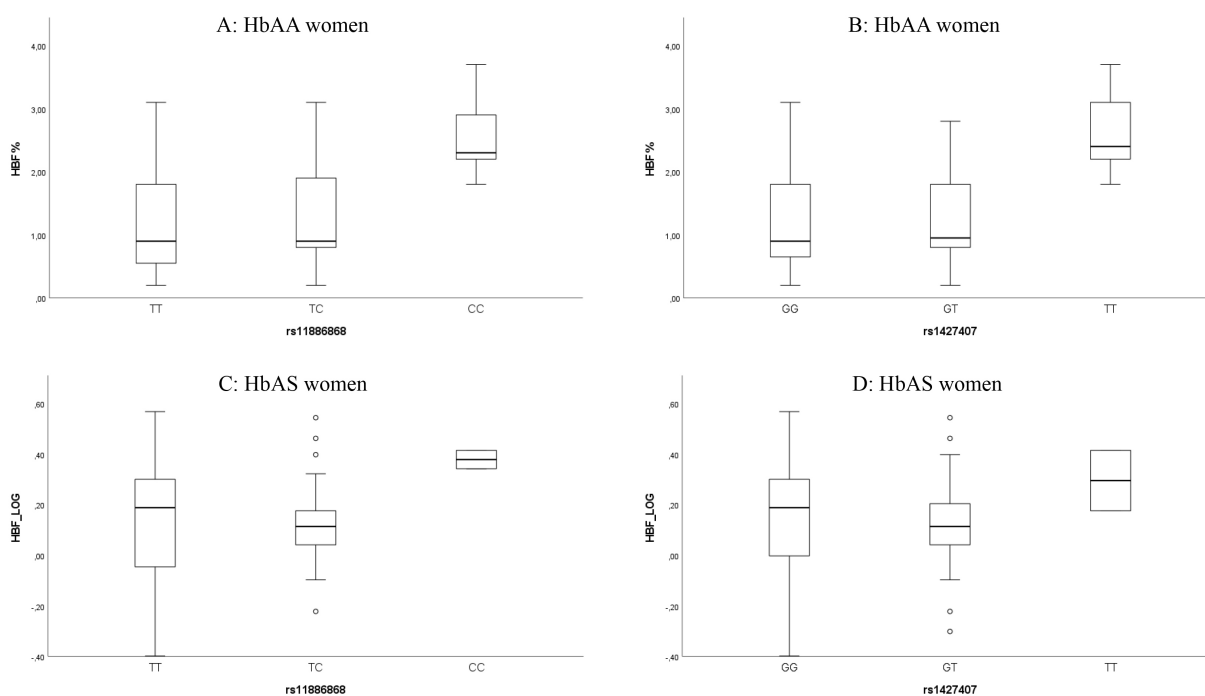 A: HbAA women
4,00
3,00
2,00
1,00
,00
HBF%
TT
TC
CC
rs11886868
B: HbAA women
4,00
3,00
2,00
1,00
,00
HBF%
GG
GT
TT
rs1427407
C: HbAS women
,60
,40
,20
,00
-,20
-,40
HBF_LOG
TT
TC
CC
rs11886868
D: HbAS women
,60
,40
,20
,00
-,20
-,40
HBF_LOG
GG
GT
TT
rs1427407